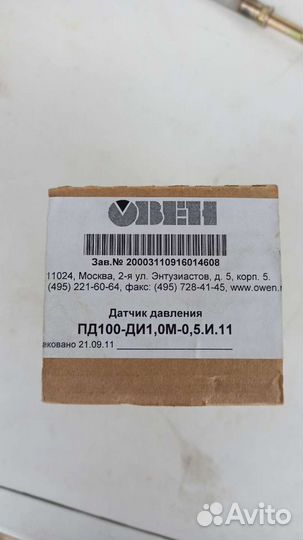 ОВЕН
Зав.№ 20003110916014608
11024, Москва, 2-я ул. Энтузиастов, д. 5, корп. 5.
(495) 221-60-64, факс: (495) 728-41-45, www.owen.
Датчик давления
ПД100-ДИ1,0М-0,5.И.11
аковано 21.09.11
Avito